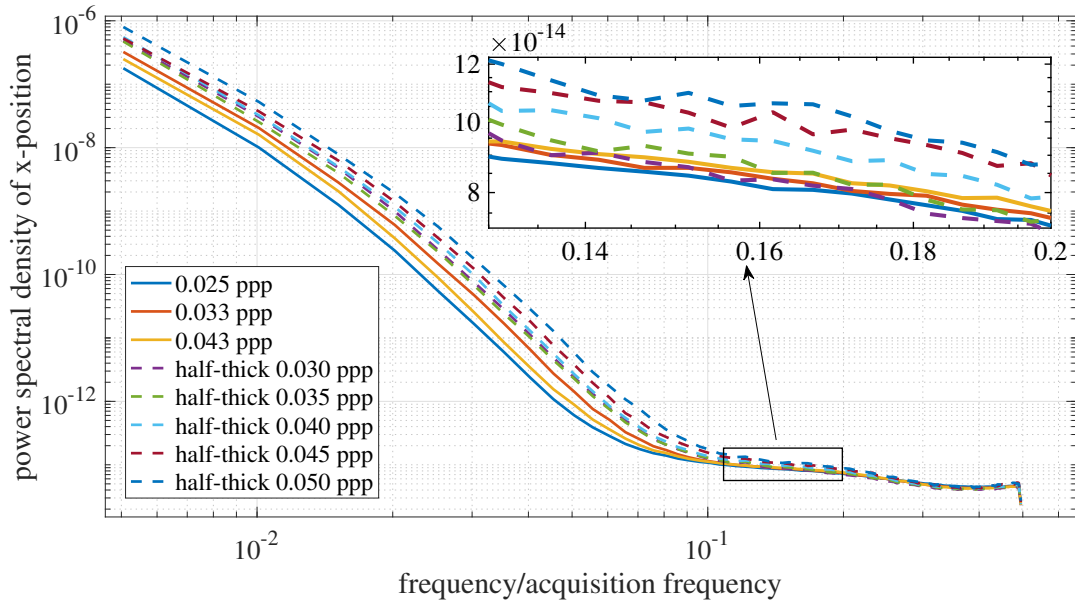 power spectral density of x-position
10^-6
10^-8
10^-10
10^-12
×10^-14
12
10
8
0.14 0.16 0.18 0.2
0.025 ppp
0.033 ppp
0.043 ppp
half-thick 0.030 ppp
half-thick 0.035 ppp
half-thick 0.040 ppp
half-thick 0.045 ppp
half-thick 0.050 ppp
10^-2 10^-1
frequency/acquisition frequency